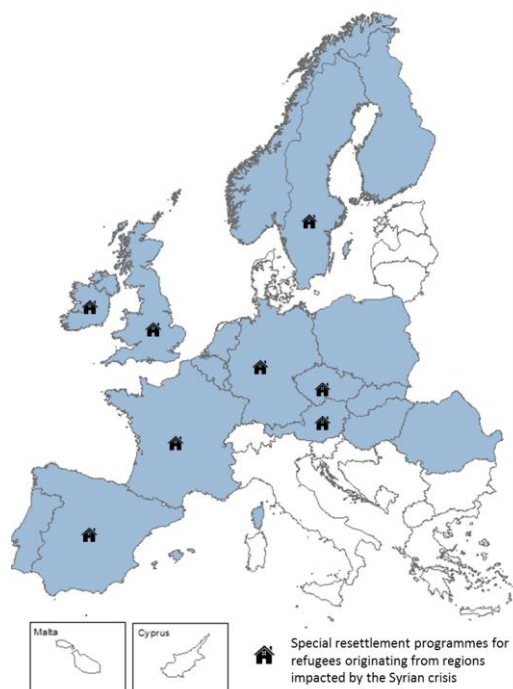 Malta
Cyprus
Special resettlement programmes for
refugees originating from regions
impacted by the Syrian crisis